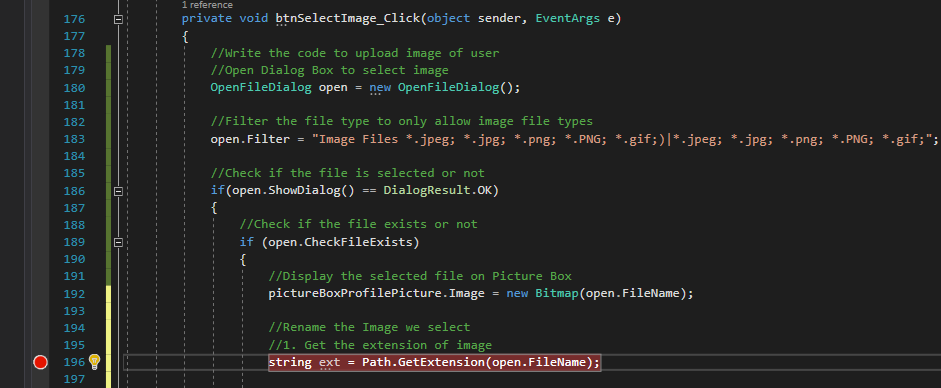 1 reference
176 private void btnSelectImage_Click(object sender, EventArgs e)
177 {
178 //Write the code to upload image of user
179 //Open Dialog Box to select image
180 OpenFileDialog open = new OpenFileDialog();
181
182 //Filter the file type to only allow image file types
183 open.Filter = "Image Files *.jpeg; *.jpg; *.png; *.PNG; *.gif;)|*.jpeg; *.jpg; *.png; *.PNG; *.gif;";
184
185 //Check if the file is selected or not
186 if(open.ShowDialog() == DialogResult.OK)
187 {
188 //Check if the file exists or not
189 if (open.CheckFileExists)
190 {
191 //Display the selected file on Picture Box
192 pictureBoxProfilePicture.Image = new Bitmap(open.FileName);
193
194 //Rename the Image we select
195 //1. Get the extension of image
196 string ext = Path.GetExtension(open.FileName);
197